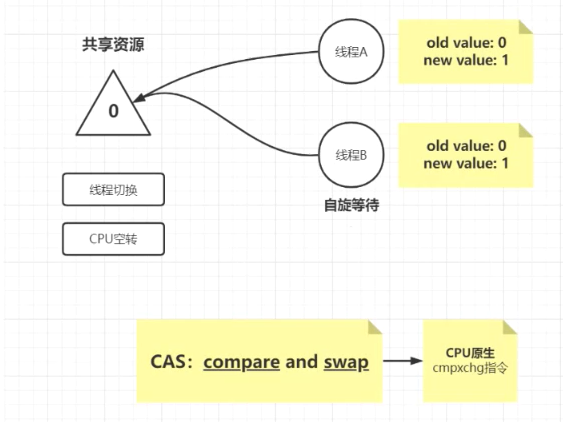 共享资源
0
线程A
old value: 0
new value: 1
线程B
old value: 0
new value: 1
自旋等待
线程切换
CPU空转
CAS：compare and swap
CPU原生
cmpxchg指令